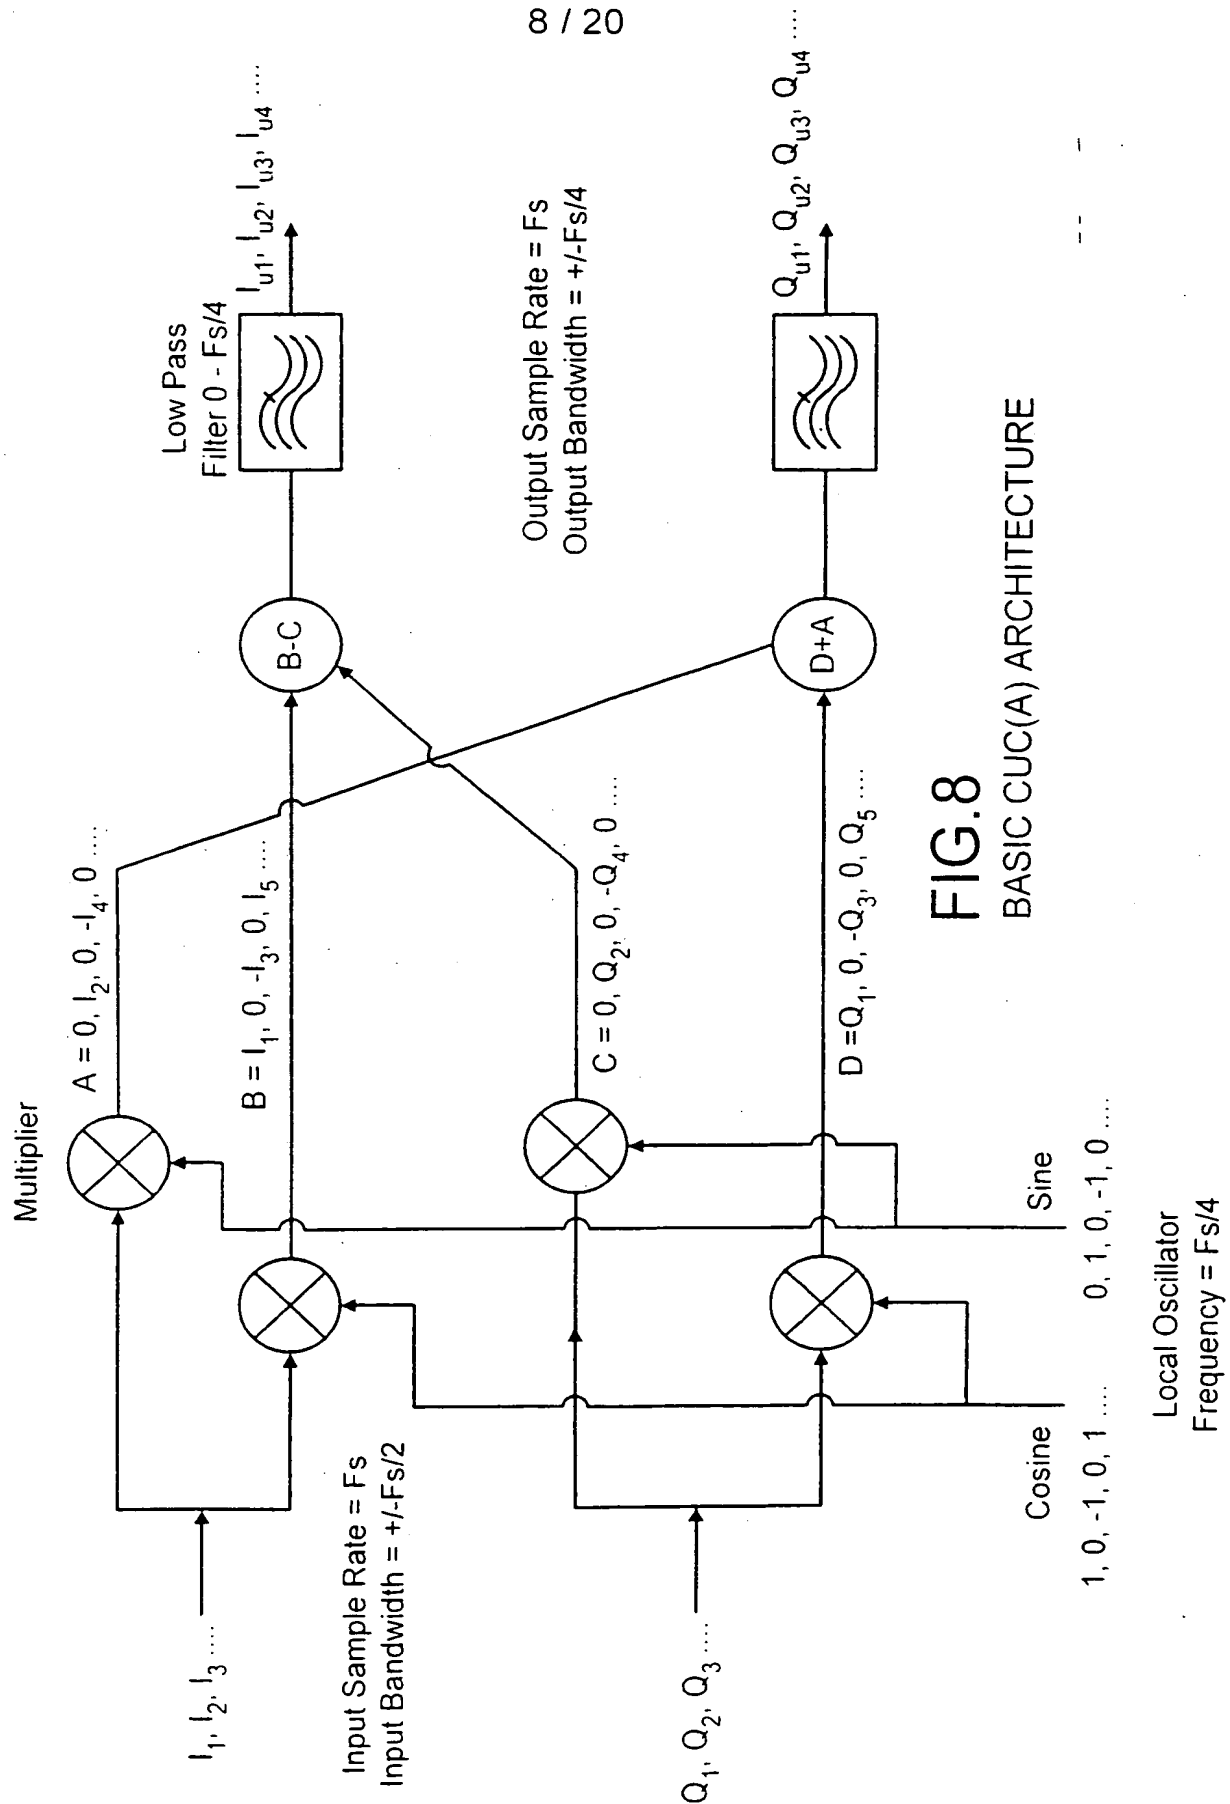 8 / 20
Multiplier
I1, I2, I3 .....
Input Sample Rate = Fs
Input Bandwidth = +/-Fs/2
Q1, Q2, Q3 .....
A = 0, I2, 0, -I4, 0 .....
B = I1, 0, -I3, 0, I5 .....
C = 0, Q2, 0, -Q4, 0 .....
D =Q1, 0, -Q3, 0, Q5 .....
B-C
D+A
Low Pass
Filter 0 - Fs/4
Iu1, Iu2, Iu3, Iu4 .....
Output Sample Rate = Fs
Output Bandwidth = +/-Fs/4
Qu1, Qu2, Qu3, Qu4 .....
Cosine
1, 0, -1, 0, 1 .....
Sine
0, 1, 0, -1, 0 .....
Local Oscillator
Frequency = Fs/4
FIG.8
BASIC CUC(A) ARCHITECTURE